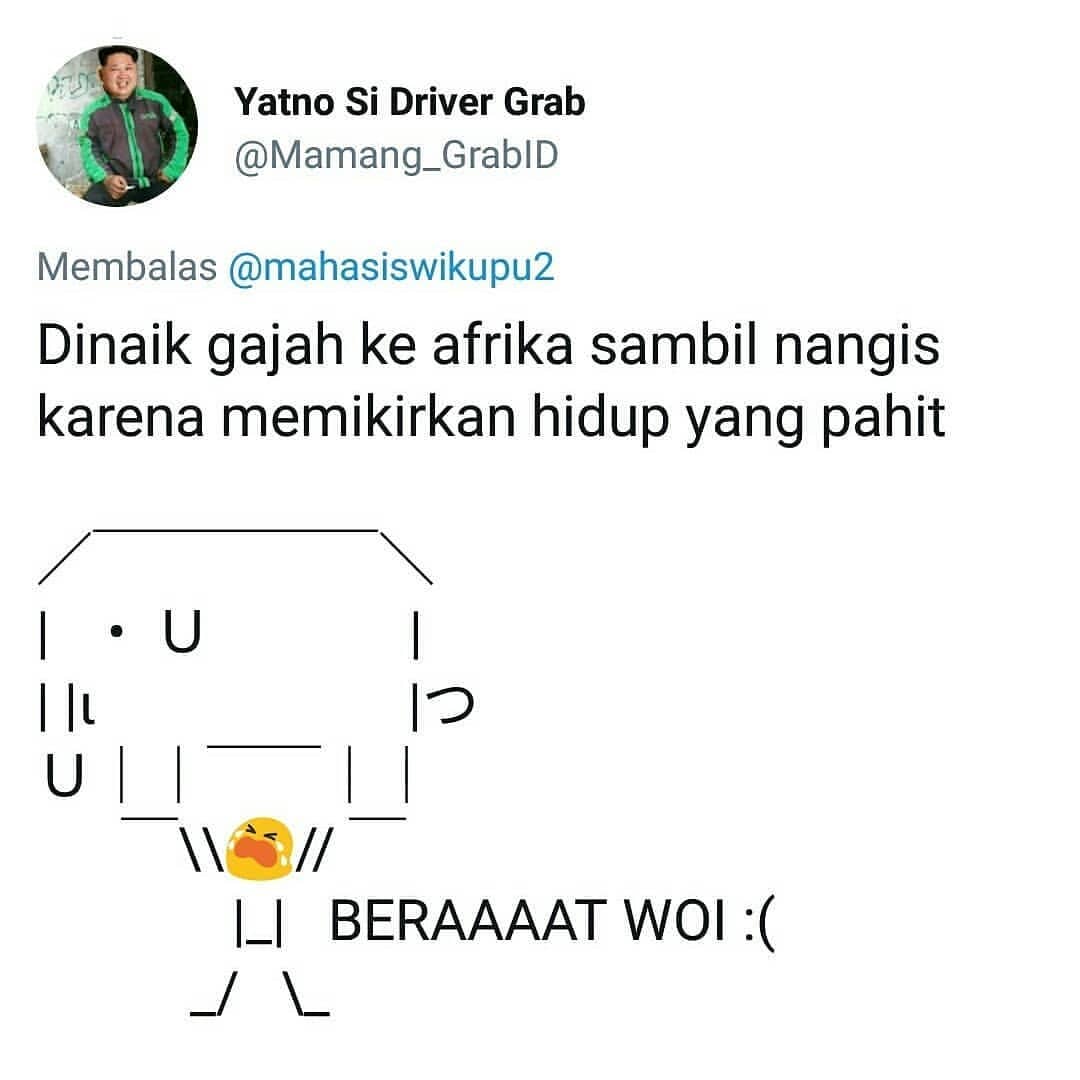 Yatno Si Driver Grab
@Mamang_GrabID
Membalas @mahasiswikupu2
Dinaik gajah ke afrika sambil nangis
karena memikirkan hidup yang pahit
／￣￣￣￣￣＼
|　・ U　　　　|
| |ι　　　　　　|つ
U｜｜￣￣｜｜
￣\\😭//￣
|_| BERAAAAT WOI :(
_/ \_